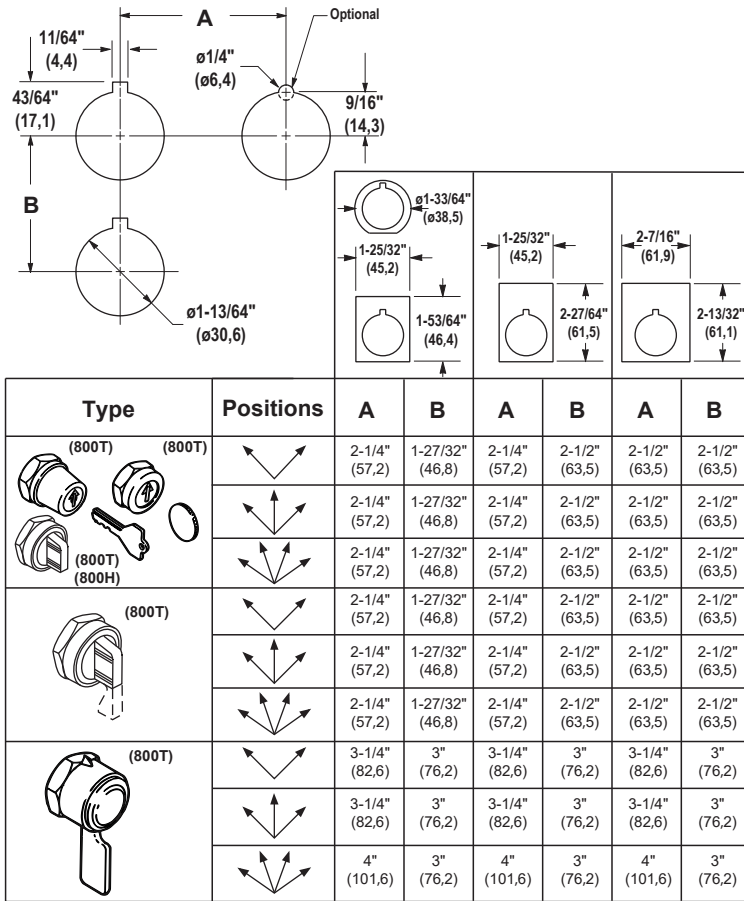 A
Optional
11/64"
(4,4)
ø1/4"
(ø6,4)
43/64"
(17,1)
9/16"
(14,3)
B
ø1-13/64"
(ø30,6)
ø1-33/64"
(ø38,5)
1-25/32"
(45,2)
1-53/64"
(46,4)
1-25/32"
(45,2)
2-27/64"
(61,5)
2-7/16"
(61,9)
2-13/32"
(61,1)
Type Positions A B A B A B
(800T) (800T)
(800T)
(800H)
2-1/4" 1-27/32" 2-1/4" 2-1/2" 2-1/2" 2-1/2"
(57,2) (46,8) (57,2) (63,5) (63,5) (63,5)
2-1/4" 1-27/32" 2-1/4" 2-1/2" 2-1/2" 2-1/2"
(57,2) (46,8) (57,2) (63,5) (63,5) (63,5)
2-1/4" 1-27/32" 2-1/4" 2-1/2" 2-1/2" 2-1/2"
(57,2) (46,8) (57,2) (63,5) (63,5) (63,5)
(800T)
2-1/4" 1-27/32" 2-1/4" 2-1/2" 2-1/2" 2-1/2"
(57,2) (46,8) (57,2) (63,5) (63,5) (63,5)
2-1/4" 1-27/32" 2-1/4" 2-1/2" 2-1/2" 2-1/2"
(57,2) (46,8) (57,2) (63,5) (63,5) (63,5)
2-1/4" 1-27/32" 2-1/4" 2-1/2" 2-1/2" 2-1/2"
(57,2) (46,8) (57,2) (63,5) (63,5) (63,5)
(800T)
3-1/4" 3" 3-1/4" 3" 3-1/4" 3"
(82,6) (76,2) (82,6) (76,2) (82,6) (76,2)
3-1/4" 3" 3-1/4" 3" 3-1/4" 3"
(82,6) (76,2) (82,6) (76,2) (82,6) (76,2)
4" 3" 4" 3" 4" 3"
(101,6) (76,2) (101,6) (76,2) (101,6) (76,2)